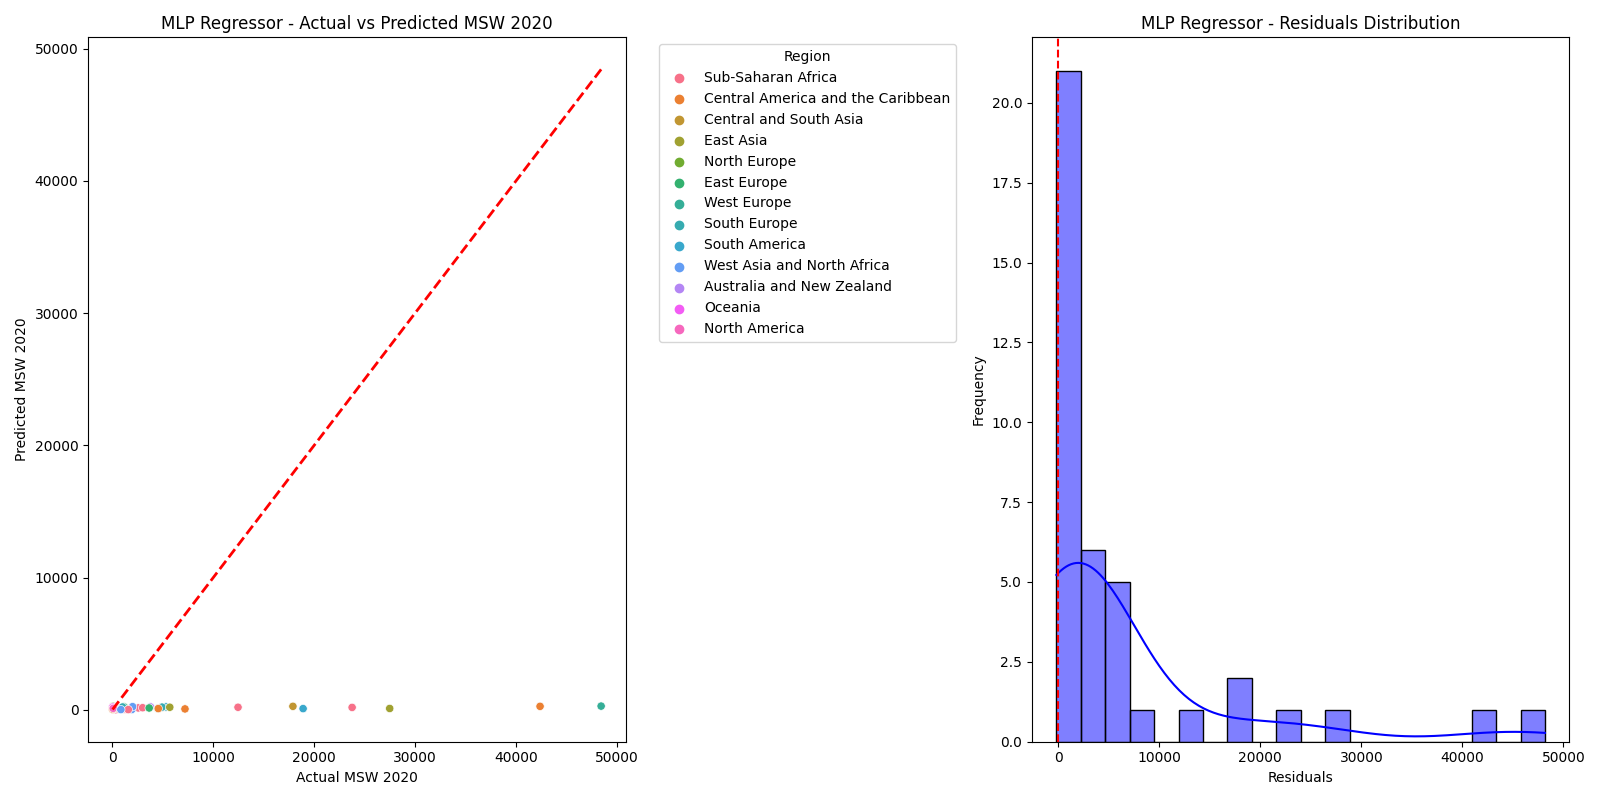 MLP Regressor - Actual vs Predicted MSW 2020
50000
40000
30000
20000
10000
0
Predicted MSW 2020
0 10000 20000 30000 40000 50000
Actual MSW 2020
Region
Sub-Saharan Africa
Central America and the Caribbean
Central and South Asia
East Asia
North Europe
East Europe
West Europe
South Europe
South America
West Asia and North Africa
Australia and New Zealand
Oceania
North America
MLP Regressor - Residuals Distribution
20.0
17.5
15.0
12.5
10.0
7.5
5.0
2.5
0.0
Frequency
0 10000 20000 30000 40000 50000
Residuals